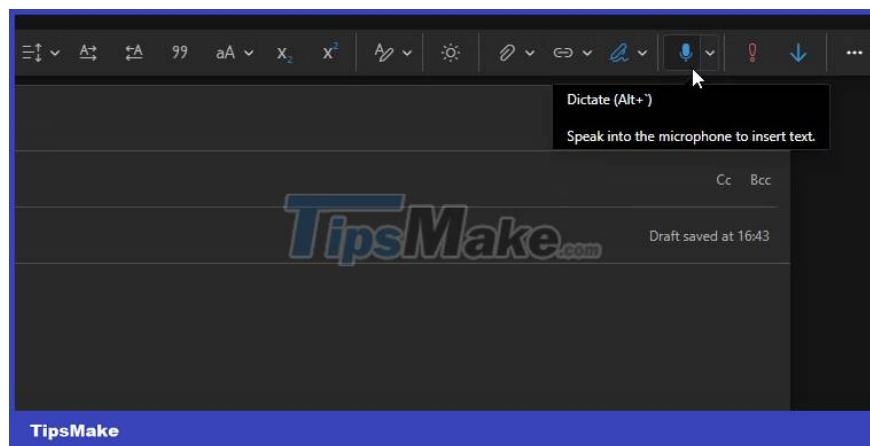 99 aA X₂ X²
Dictate (Alt+`)
Speak into the microphone to insert text.
Cc Bcc
TipsMake.com
Draft saved at 16:43
TipsMake